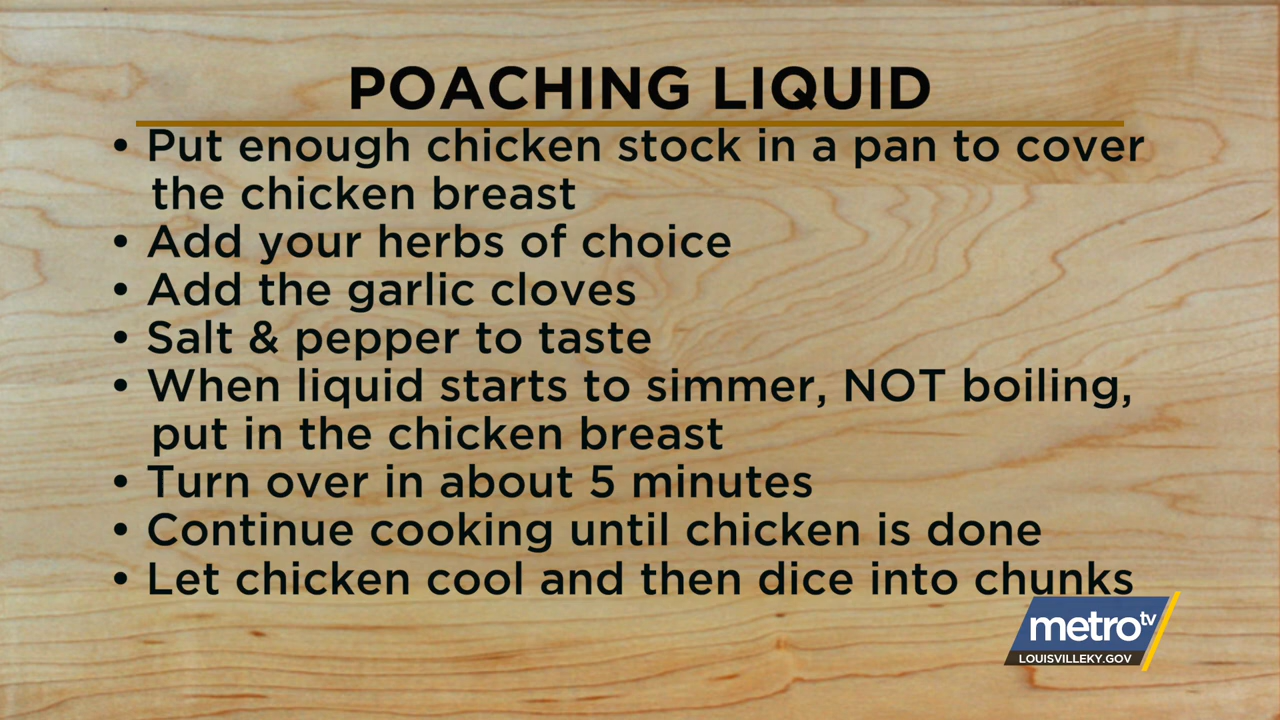 POACHING LIQUID
• Put enough chicken stock in a pan to cover
the chicken breast
• Add your herbs of choice
• Add the garlic cloves
• Salt & pepper to taste
• When liquid starts to simmer, NOT boiling,
put in the chicken breast
• Turn over in about 5 minutes
• Continue cooking until chicken is done
• Let chicken cool and then dice into chunks
metro tv
LOUISVILLEKY.GOV